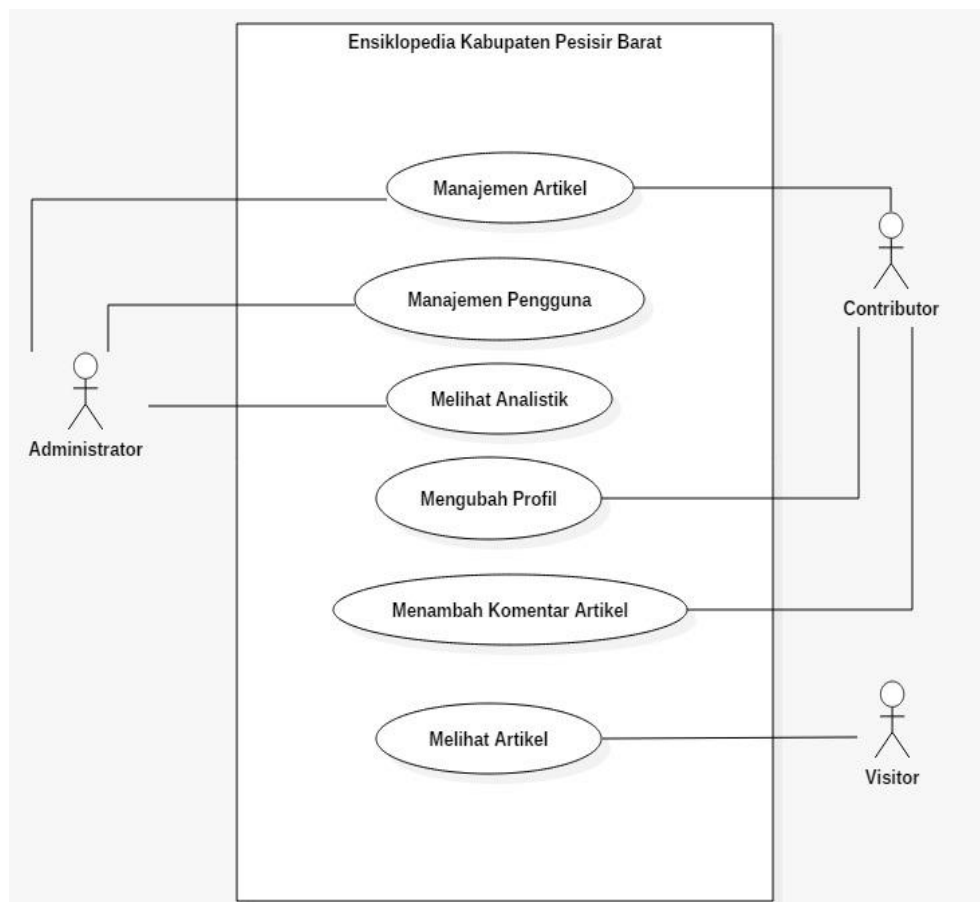 Ensiklopedia Kabupaten Pesisir Barat
Manajemen Artikel
Manajemen Pengguna
Contributor
Melihat Analistik
Administrator
Mengubah Profil
Menambah Komentar Artikel
Melihat Artikel
Visitor